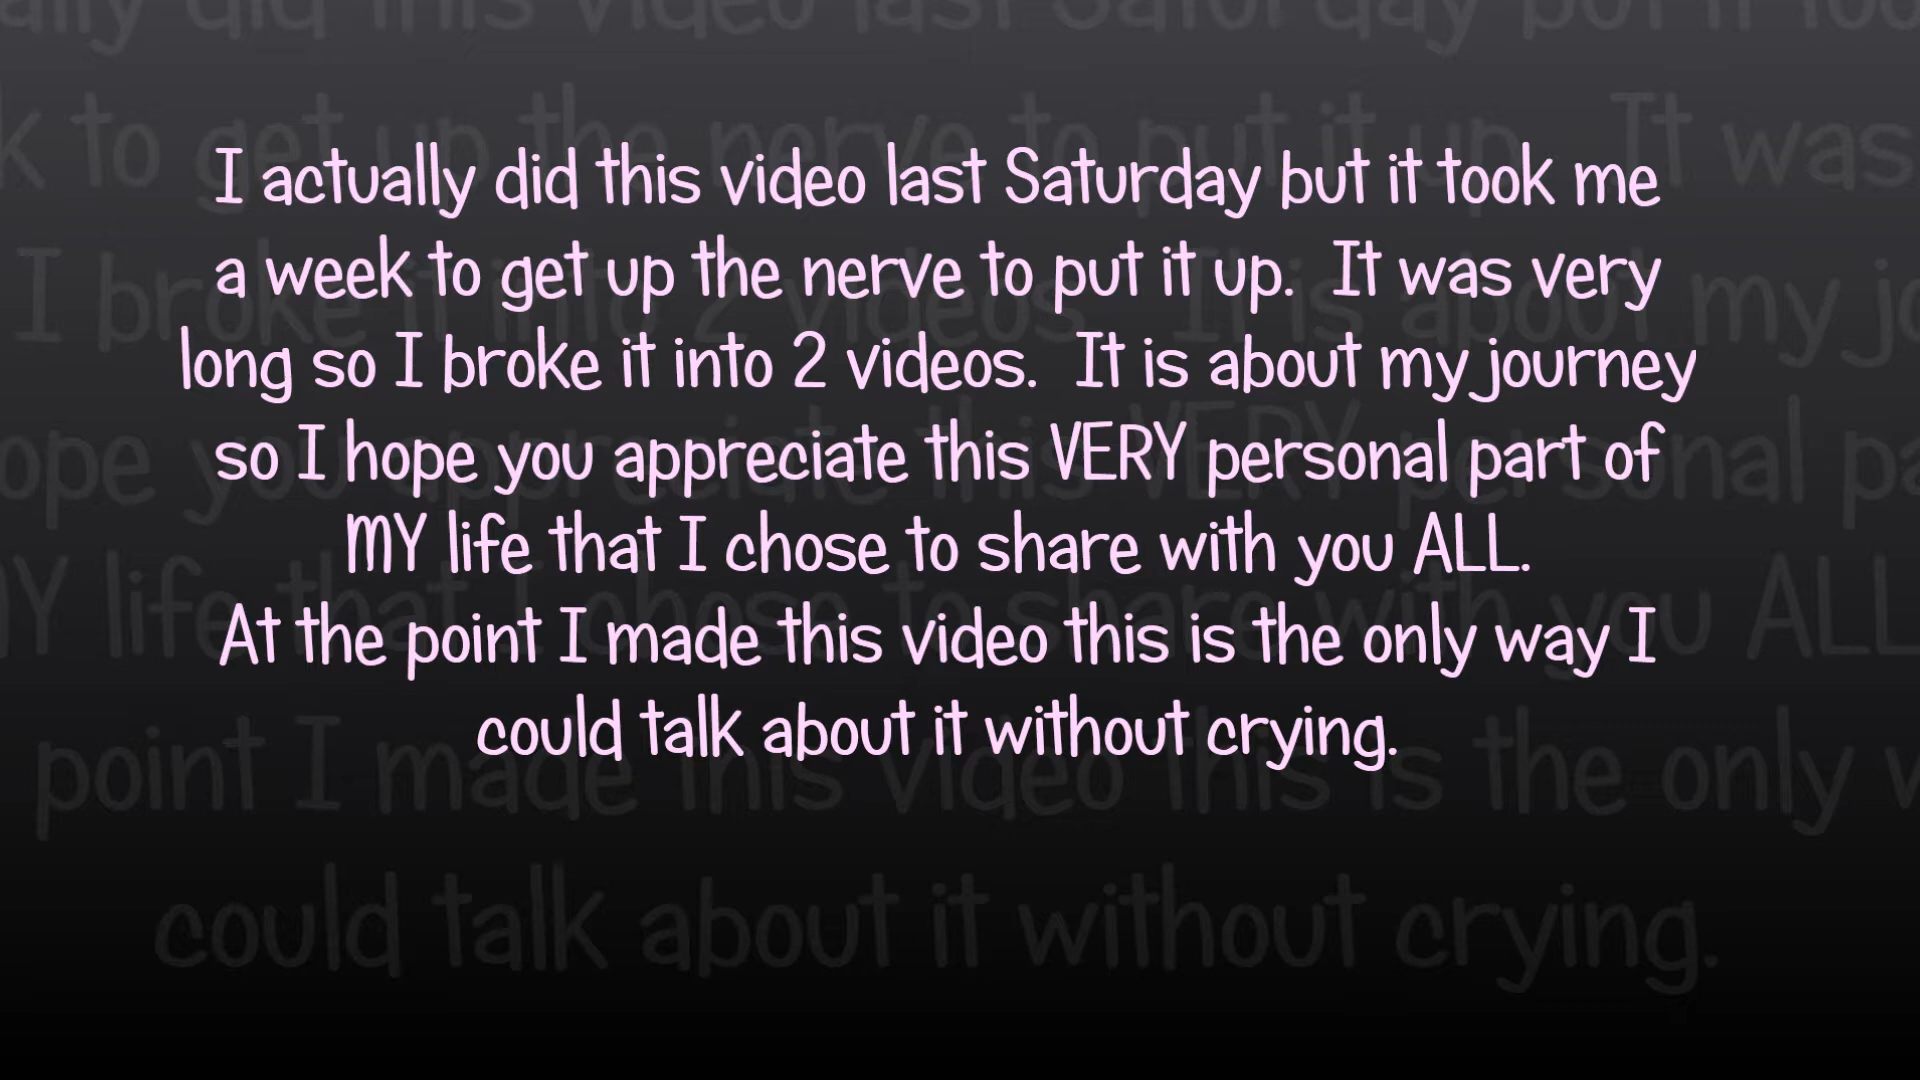 I actually did this video last Saturday but it took me
a week to get up the nerve to put it up.  It was very
long so I broke it into 2 videos.  It is about my journey
so I hope you appreciate this VERY personal part of
MY life that I chose to share with you ALL.
At the point I made this video this is the only way I
could talk about it without crying.